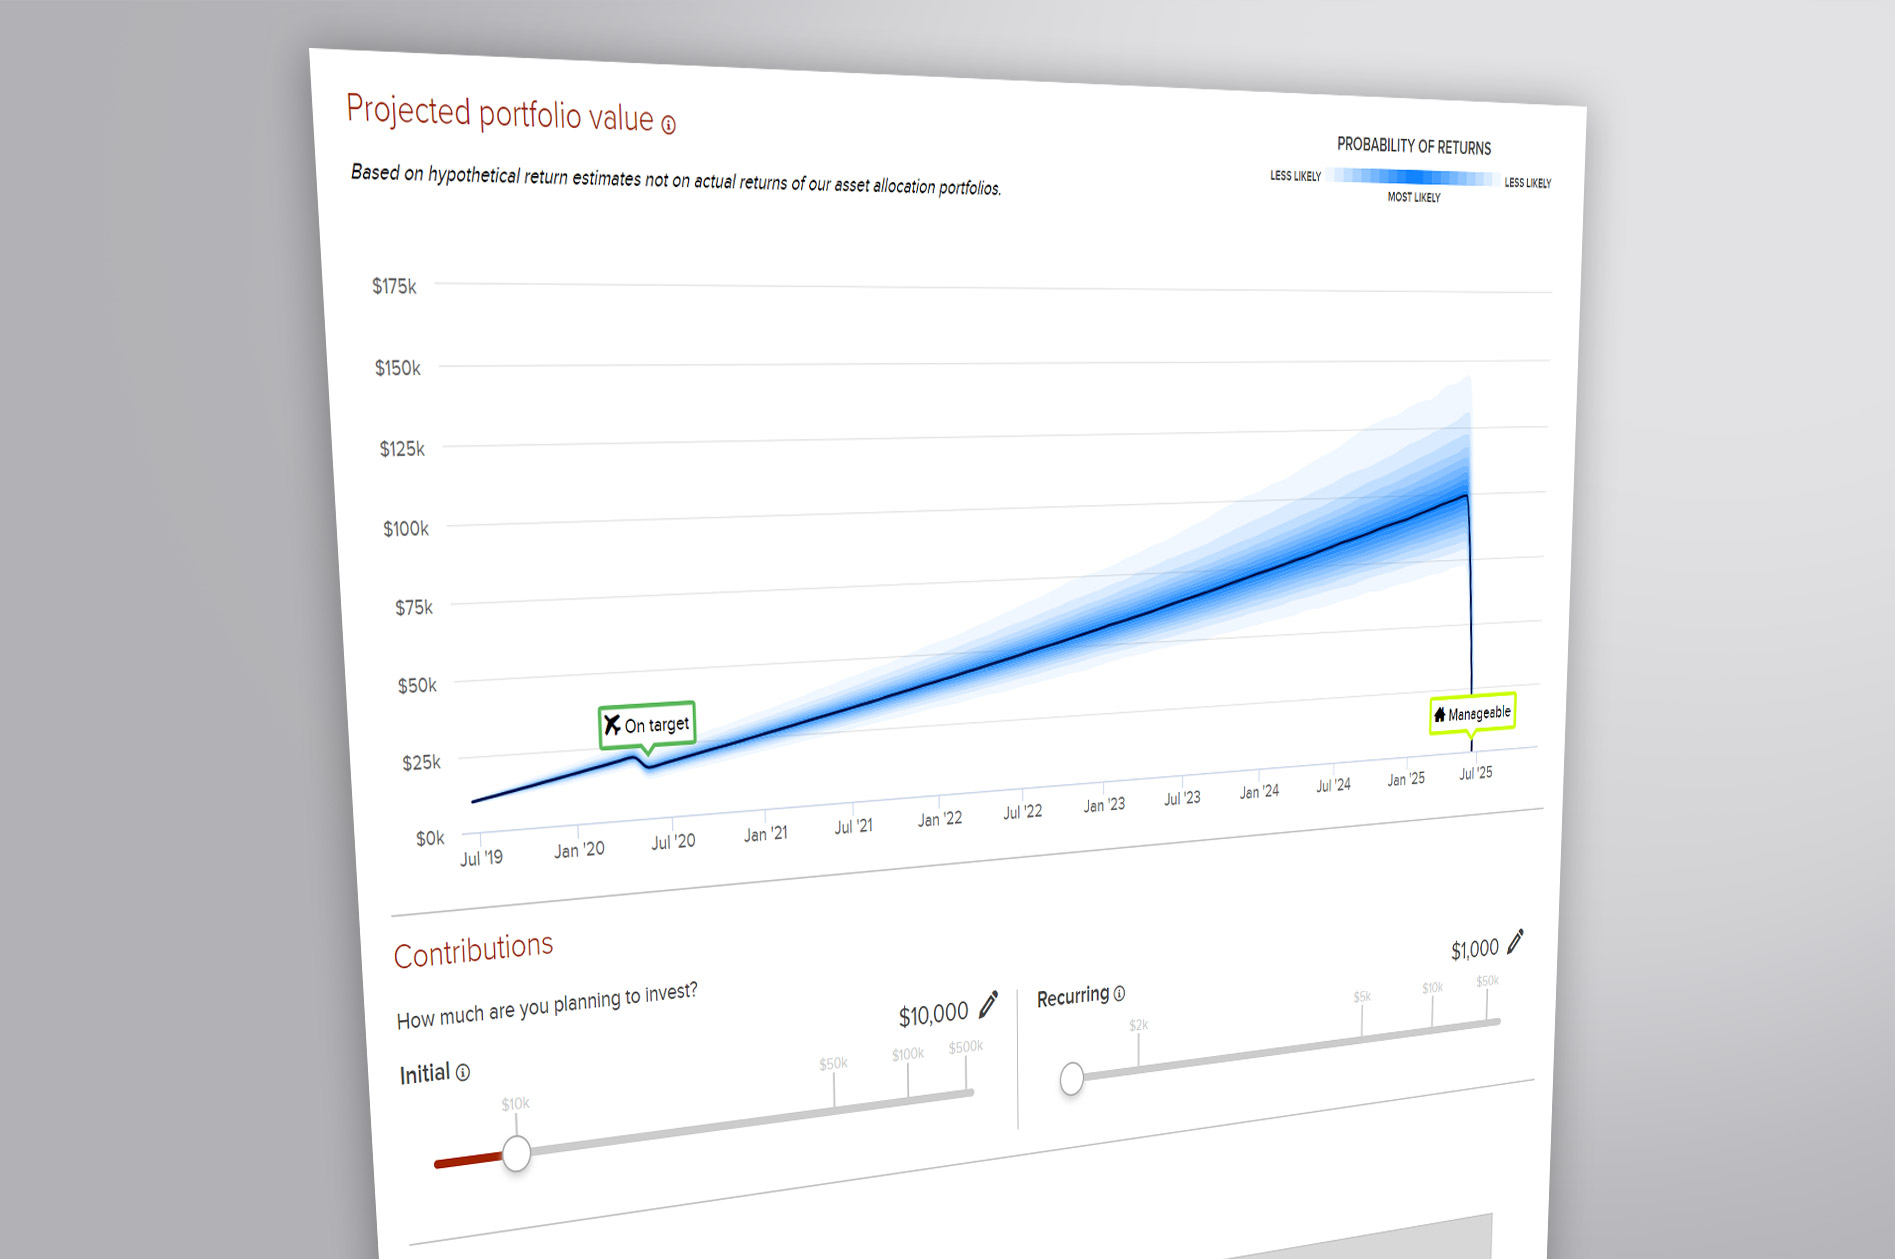 Projected portfolio value
Based on hypothetical return estimates not on actual returns of our asset allocation portfolios.
PROBABILITY OF RETURNS
LESS LIKELY
LESS LIKELY
MOST LIKELY
$175k
$150k
$125k
$100k
$75k
$50k
$25k
$0k
On target
Manageable
Jul '19
Jan '20
Jul '20
Jan '21
Jul '21
Jan '22
Jul '22
Jan '23
Jul '23
Jan '24
Jul '24
Jan '25
Jul '25
Contributions
How much are you planning to invest?
Initial
$10,000
$10k
$50k
$100k
$500k
Recurring
$1,000
$2k
$5k
$10k
$50k